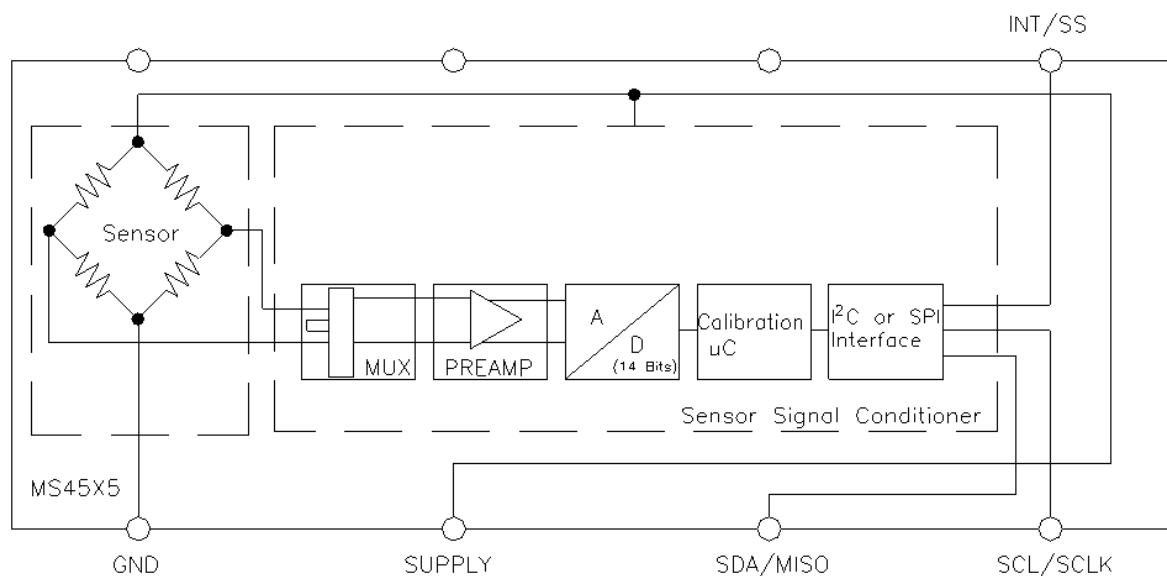 INT/SS
Sensor
MUX
PREAMP
A
D
(14 Bits)
Calibration
µC
I²C or SPI
Interface
Sensor Signal Conditioner
MS45X5
GND
SUPPLY
SDA/MISO
SCL/SCLK